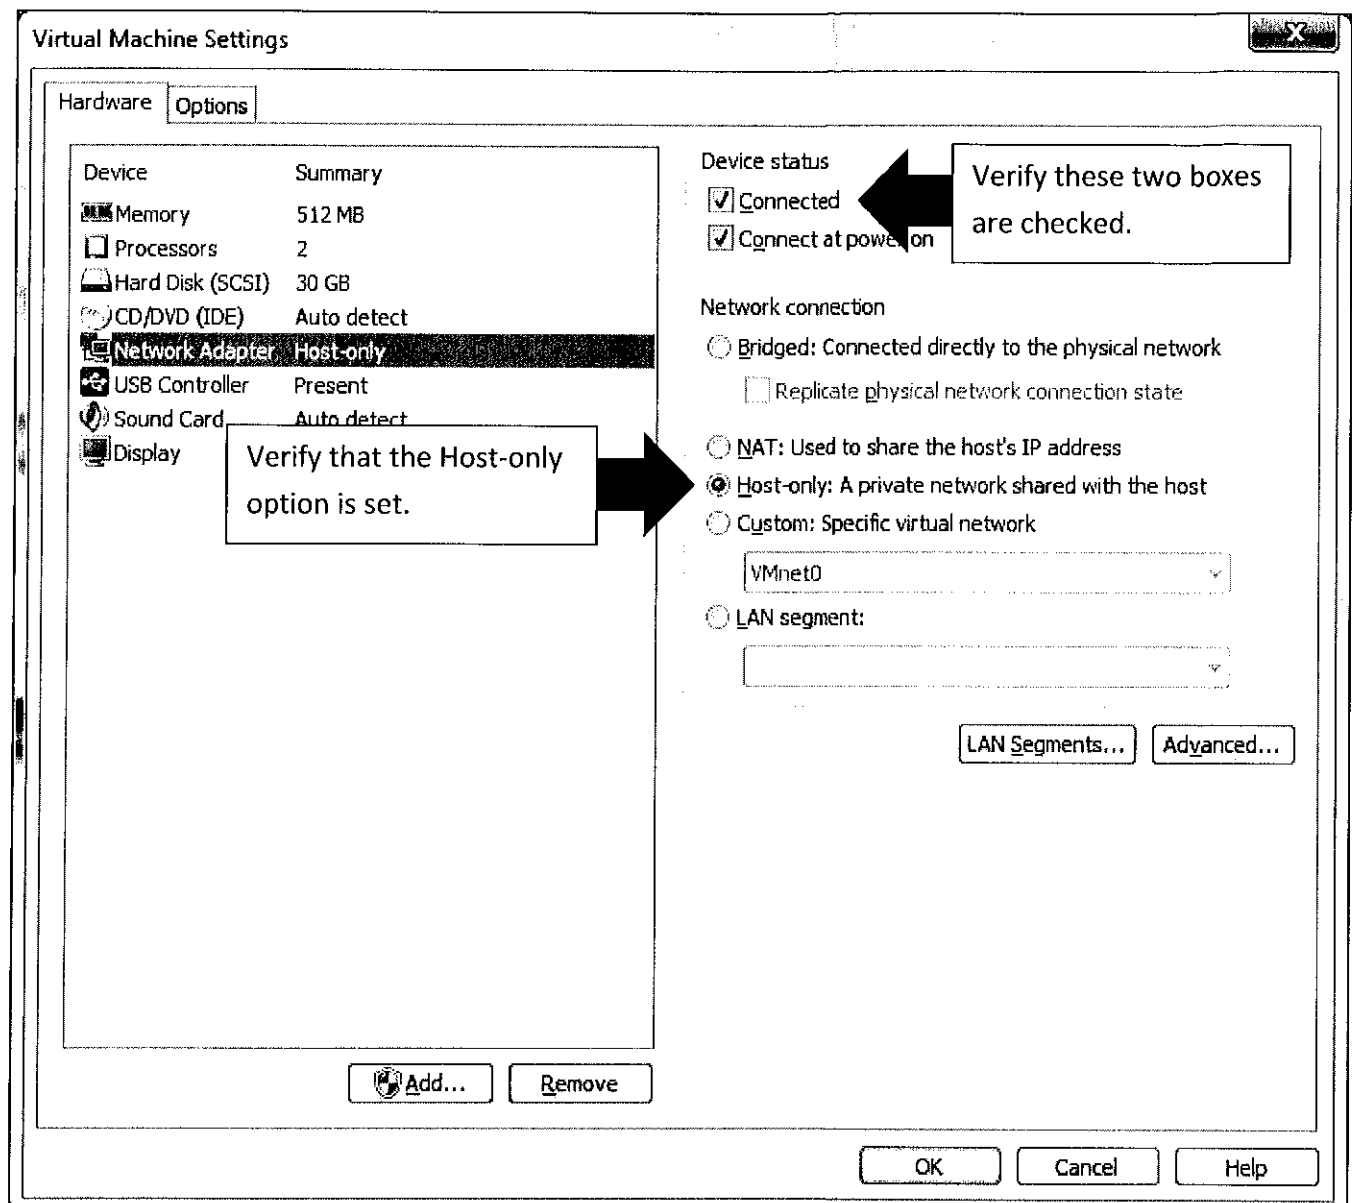 Virtual Machine Settings
X
Hardware Options
Device Summary
Memory 512 MB
Processors 2
Hard Disk (SCSI) 30 GB
CD/DVD (IDE) Auto detect
Network Adapter Host-only
USB Controller Present
Sound Card Auto detect
Display
Verify that the Host-only
option is set.
Device status
Connected
Connect at power on
Verify these two boxes
are checked.
Network connection
Bridged: Connected directly to the physical network
Replicate physical network connection state
NAT: Used to share the host's IP address
Host-only: A private network shared with the host
Custom: Specific virtual network
VMnet0
LAN segment:
LAN Segments... Advanced...
Add... Remove
OK Cancel Help